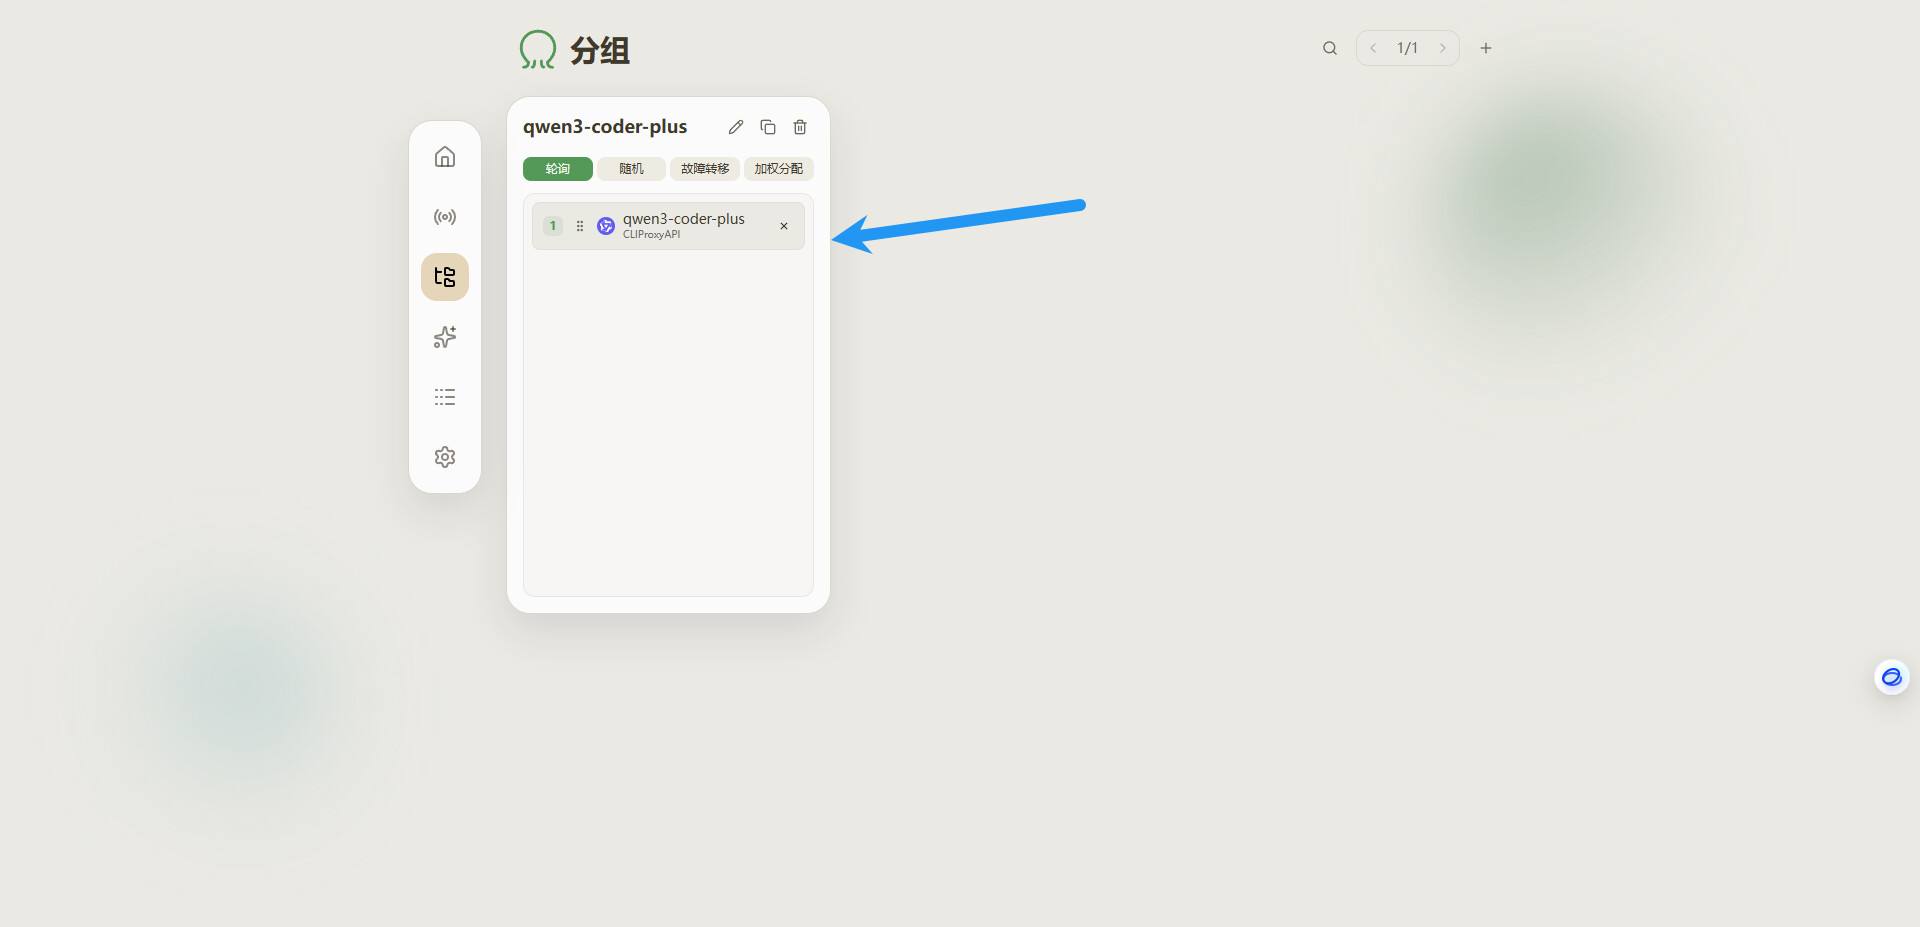 分组
1/1
qwen3-coder-plus
轮询 随机 故障转移 加权分配
1 qwen3-coder-plus
CLIProxyAPI